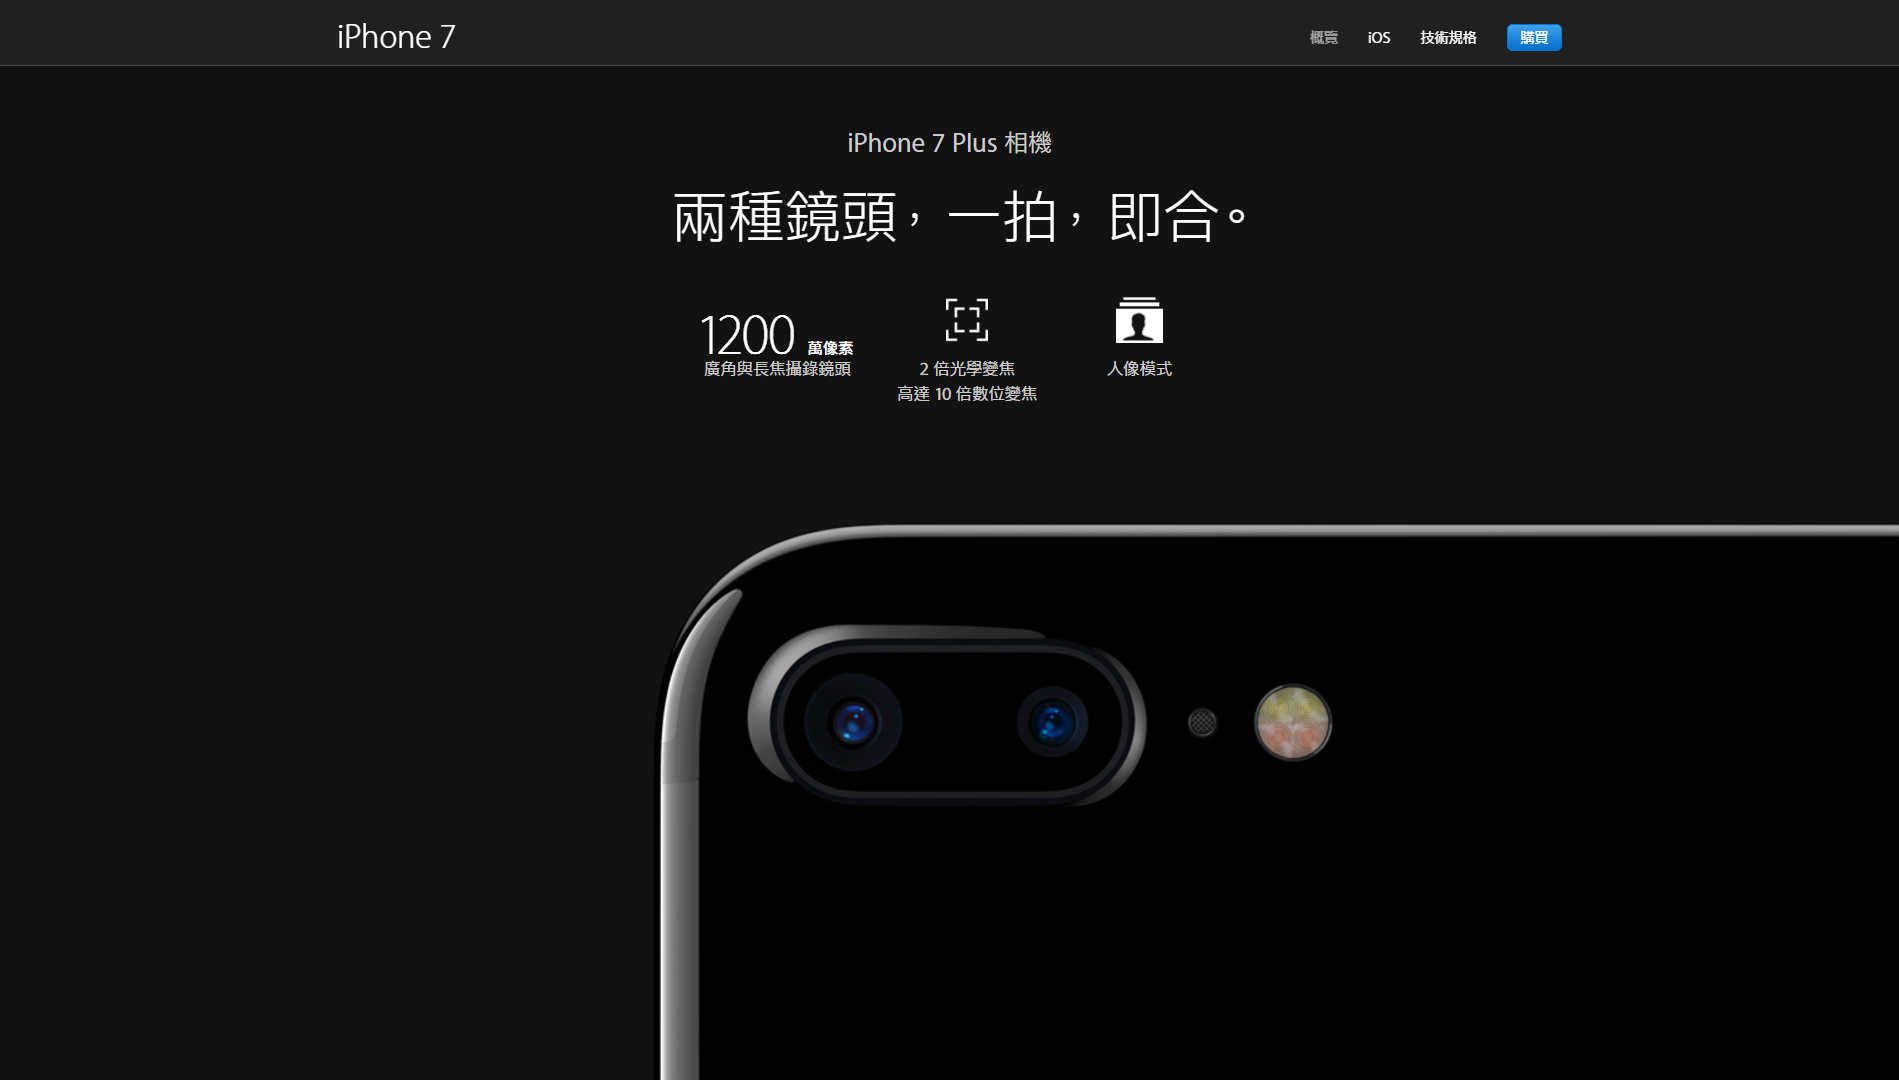 iPhone 7
概覽 iOS 技術規格 購買
iPhone 7 Plus 相機
兩種鏡頭，一拍，即合。
1200 萬像素
廣角與長焦攝錄鏡頭
2 倍光學變焦
高達 10 倍數位變焦
人像模式